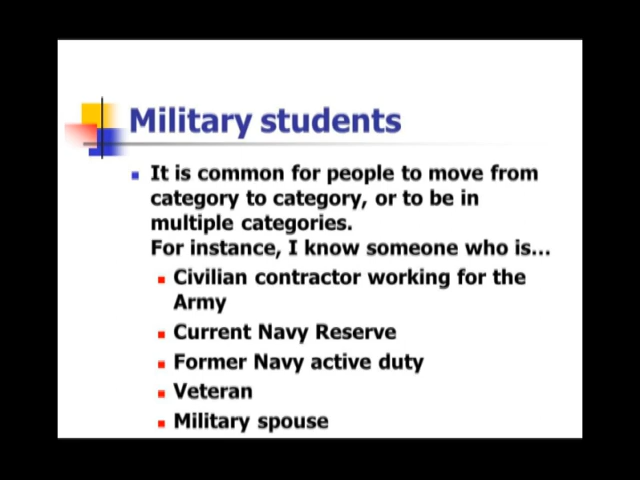 Military students
It is common for people to move from
category to category, or to be in
multiple categories.
For instance, I know someone who is...
Civilian contractor working for the
Army
Current Navy Reserve
Former Navy active duty
Veteran
Military spouse